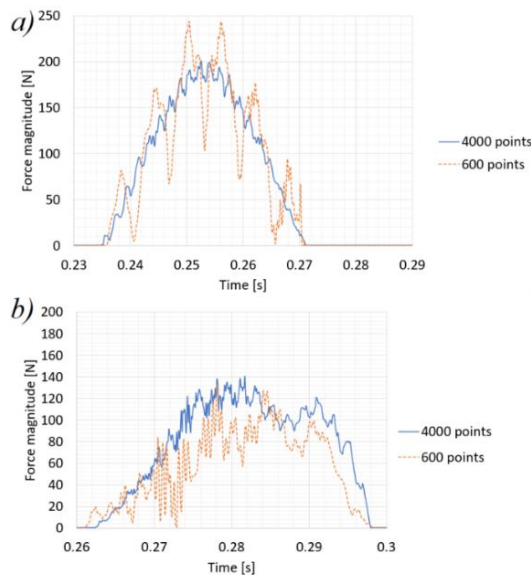 a)
250
200
150
100
50
0
Force magnitude [N]
0.23 0.24 0.25 0.26 0.27 0.28 0.29
Time [s]
4000 points
600 points
b)
200
180
160
140
120
100
80
60
40
20
0
Force magnitude [N]
0.26 0.27 0.28 0.29 0.3
Time [s]
4000 points
600 points